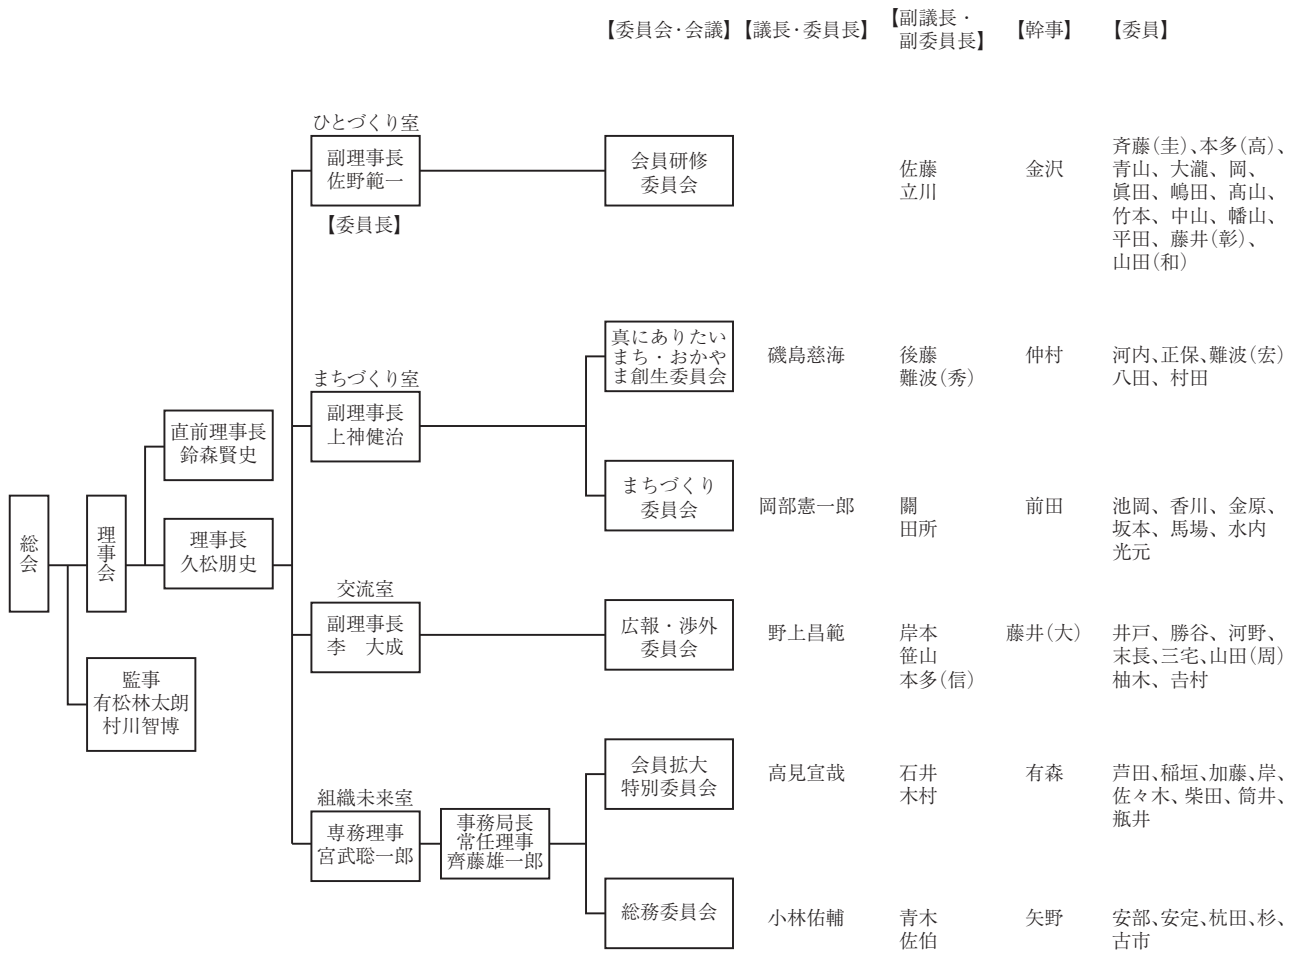 【委員会・会議】
【議長・委員長】
【副議長・
副委員長】
【幹事】
【委員】
総会
理事会
監事
有松林太朗
村川智博
直前理事長
鈴森賢史
理事長
久松朋史
ひとづくり室
副理事長
佐野範一
【委員長】
会員研修
委員会
佐藤
立川
金沢
斉藤(圭)、本多(高)、
青山、大瀧、岡、
眞田、嶋田、髙山、
竹本、中山、幡山、
平田、藤井(彰)、
山田(和)
まちづくり室
副理事長
上神健治
真にありたい
まち・おかや
ま創生委員会
磯島慈海
後藤
難波(秀)
仲村
河内、正保、難波(宏)
八田、村田
まちづくり
委員会
岡部憲一郎
關
田所
前田
池岡、香川、金原、
坂本、馬場、水内
光元
交流室
副理事長
李　大成
広報・渉外
委員会
野上昌範
岸本
笹山
本多(信)
藤井(大)
井戸、勝谷、河野、
末長、三宅、山田(周)
柚木、𠮷村
組織未来室
専務理事
宮武聡一郎
事務局長
常任理事
齊藤雄一郎
会員拡大
特別委員会
高見宣哉
石井
木村
有森
芦田、稲垣、加藤、岸、
佐々木、柴田、筒井、
瓶井
総務委員会
小林佑輔
青木
佐伯
矢野
安部、安定、杭田、杉、
古市